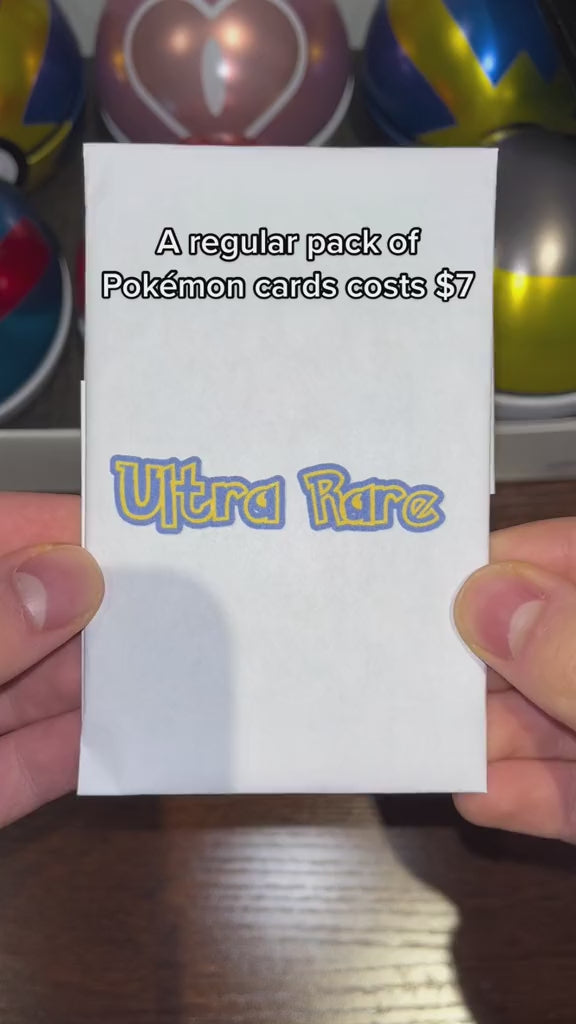 A regular pack of
Pokémon cards costs $7
Ultra Rare